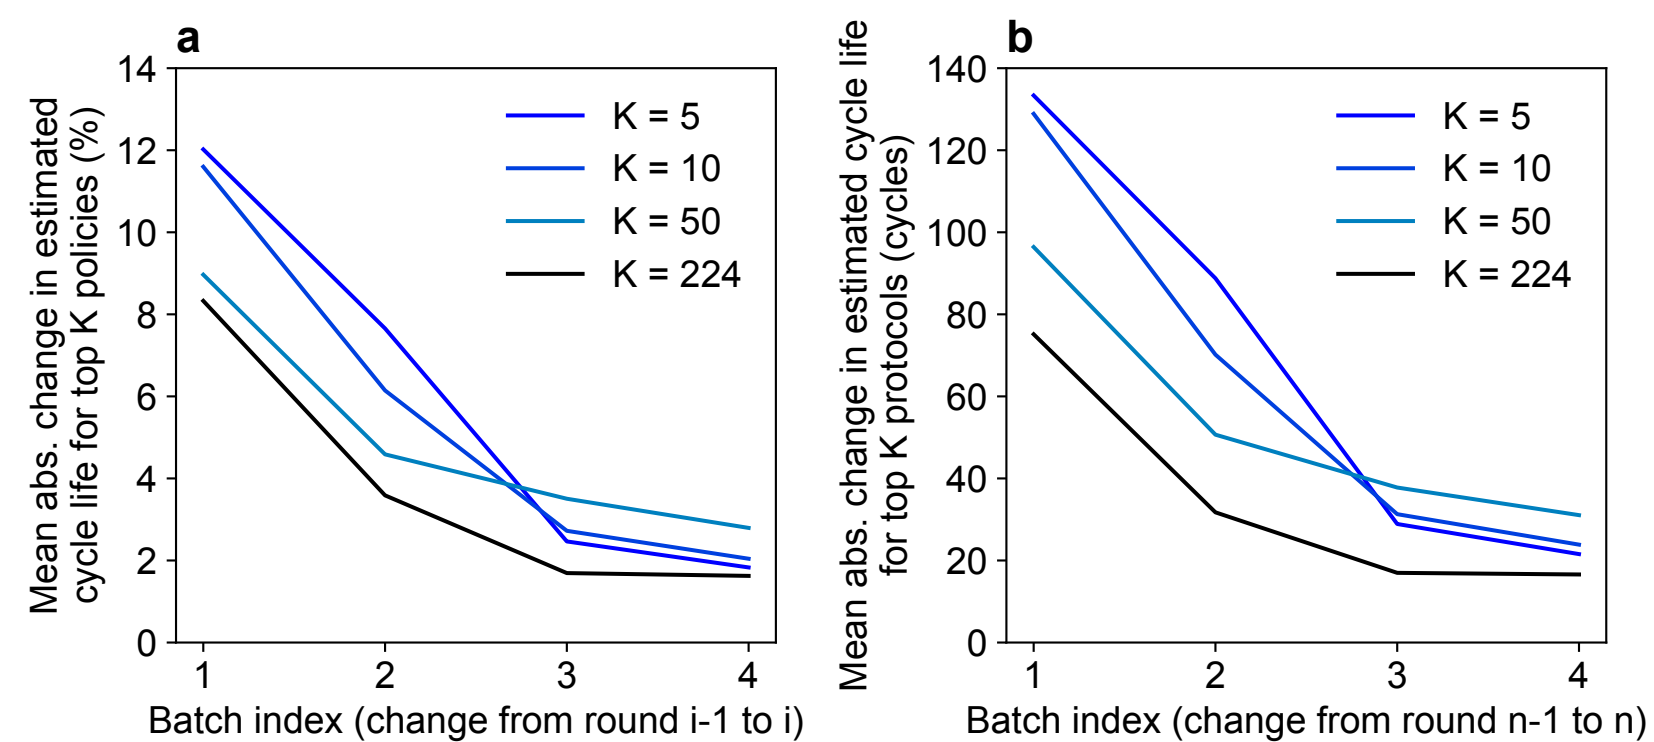 a
Mean abs. change in estimated
cycle life for top K policies (%)
14
12
10
8
6
4
2
0
K = 5
K = 10
K = 50
K = 224
1 2 3 4
Batch index (change from round i-1 to i)
b
Mean abs. change in estimated cycle life
for top K protocols (cycles)
140
120
100
80
60
40
20
0
K = 5
K = 10
K = 50
K = 224
1 2 3 4
Batch index (change from round n-1 to n)